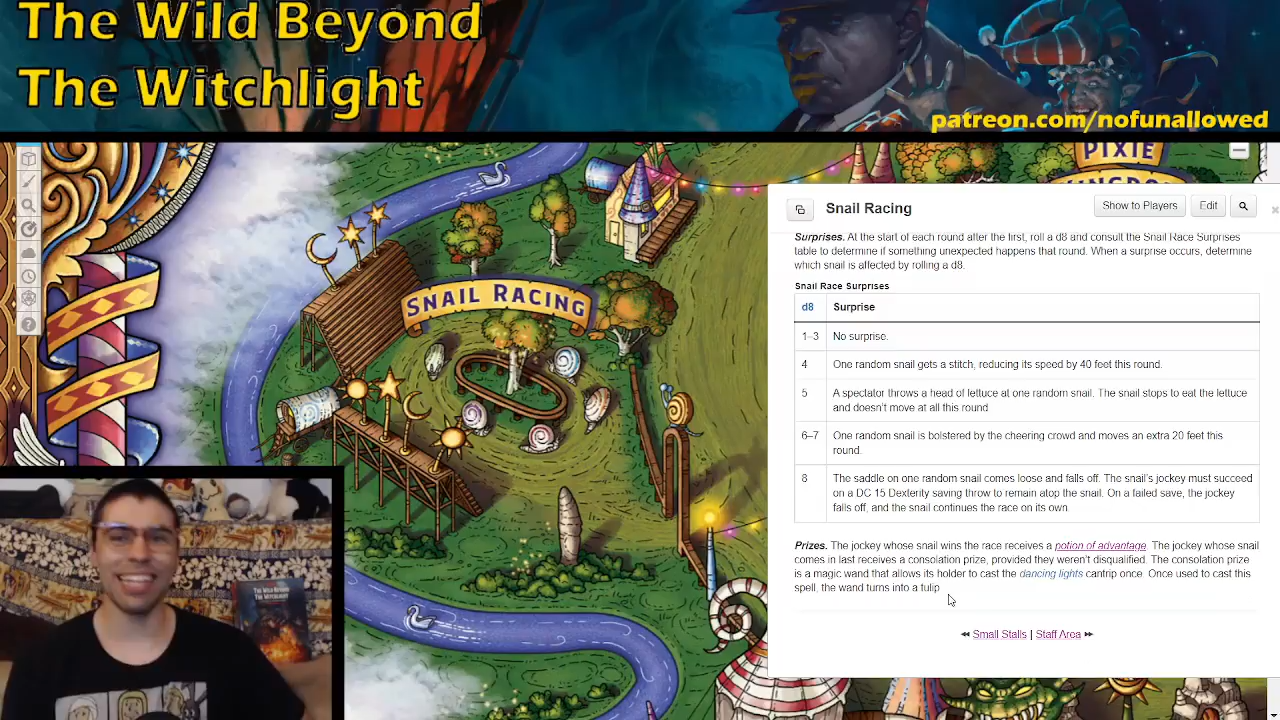 The Wild Beyond
The Witchlight
patreon.com/nofunallowed
PIXIE
KINGDOM
SNAIL RACING
Snail Racing
Show to Players
Edit
Surprises. At the start of each round after the first, roll a d8 and consult the Snail Race Surprises
table to determine if something unexpected happens that round. When a surprise occurs, determine
which snail is affected by rolling a d8.
Snail Race Surprises
d8 Surprise
1–3 No surprise.
4 One random snail gets a stitch, reducing its speed by 40 feet this round.
5 A spectator throws a head of lettuce at one random snail. The snail stops to eat the lettuce
and doesn't move at all this round.
6–7 One random snail is bolstered by the cheering crowd and moves an extra 20 feet this
round.
8 The saddle on one random snail comes loose and falls off. The snail's jockey must succeed
on a DC 15 Dexterity saving throw to remain atop the snail. On a failed save, the jockey
falls off, and the snail continues the race on its own.
Prizes. The jockey whose snail wins the race receives a potion of advantage. The jockey whose snail
comes in last receives a consolation prize, provided they weren't disqualified. The consolation prize
is a magic wand that allows its holder to cast the dancing lights cantrip once. Once used to cast this
spell, the wand turns into a tulip
Small Stalls | Staff Area
THE WILD BEYOND
THE WITCHLIGHT